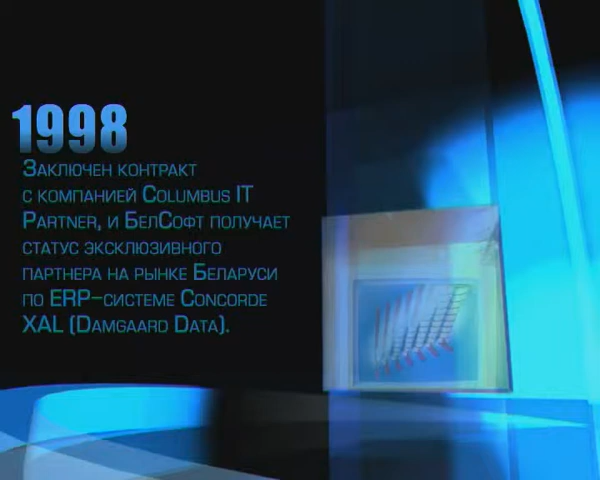 1998
Заключен контракт
с компанией Columbus IT
Partner, и БелСофт получает
статус эксклюзивного
партнера на рынке Беларуси
по ERP-системе Concorde
XAL (Damgaard Data).